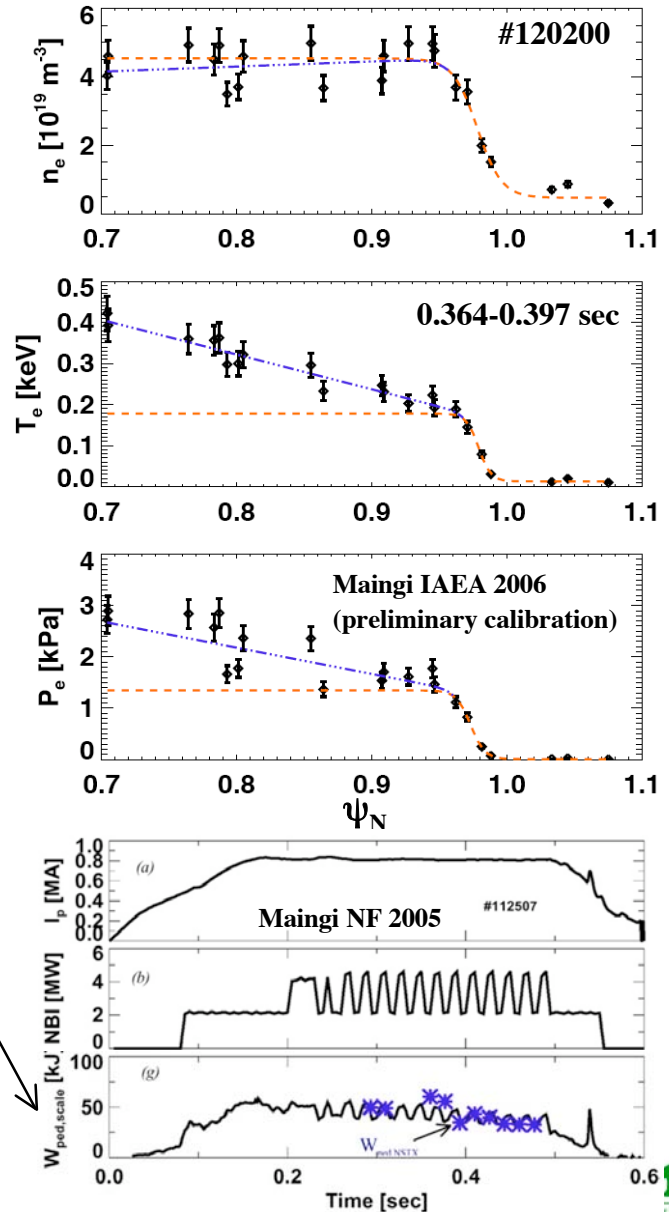 #120200
n_e [10^19 m^-3]
6
4
2
0
0.7 0.8 0.9 1.0 1.1
0.364-0.397 sec
T_e [keV]
0.5
0.4
0.3
0.2
0.1
0.0
0.7 0.8 0.9 1.0 1.1
Maingi IAEA 2006
(preliminary calibration)
P_e [kPa]
4
3
2
1
0
0.7 0.8 0.9 1.0 1.1
ψ_N
(a)
I_p [MA]
1.0
0.8
0.4
0.2
0.0
#112507
Maingi NF 2005
(b)
NBI [MW]
6
4
2
0
(g)
W_ped,scale [kJ]
100
50
0
W_ped,NSTX
0.0 0.2 0.4 0.6
Time [sec]